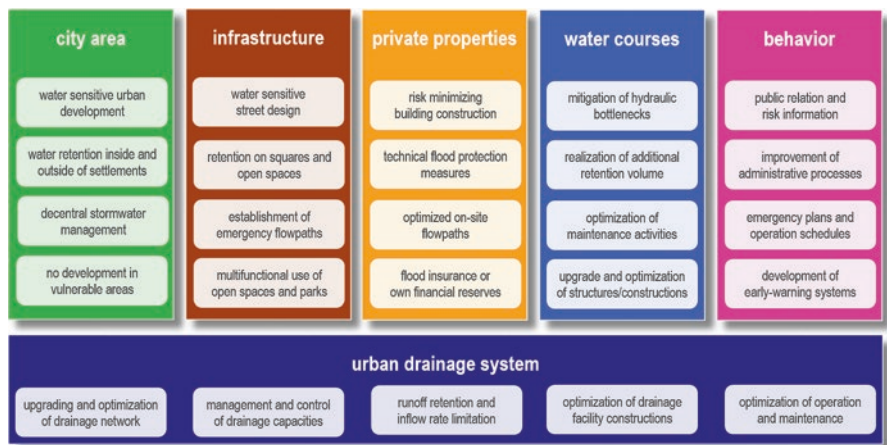 city area
water sensitive urban
development
water retention inside and
outside of settlements
decentral stormwater
management
no development in
vulnerable areas
infrastructure
water sensitive
street design
retention on squares and
open spaces
establishment of
emergency flowpaths
multifunctional use of
open spaces and parks
private properties
risk minimizing
building construction
technical flood protection
measures
optimized on-site
flowpaths
flood insurance or
own financial reserves
water courses
mitigation of hydraulic
bottlenecks
realization of additional
retention volume
optimization of
maintenance activities
upgrade and optimization
of structures/constructions
behavior
public relation and
risk information
improvement of
administrative processes
emergency plans and
operation schedules
development of
early-warning systems
urban drainage system
upgrading and optimization
of drainage network
management and control
of drainage capacities
runoff retention and
inflow rate limitation
optimization of drainage
facility constructions
optimization of operation
and maintenance